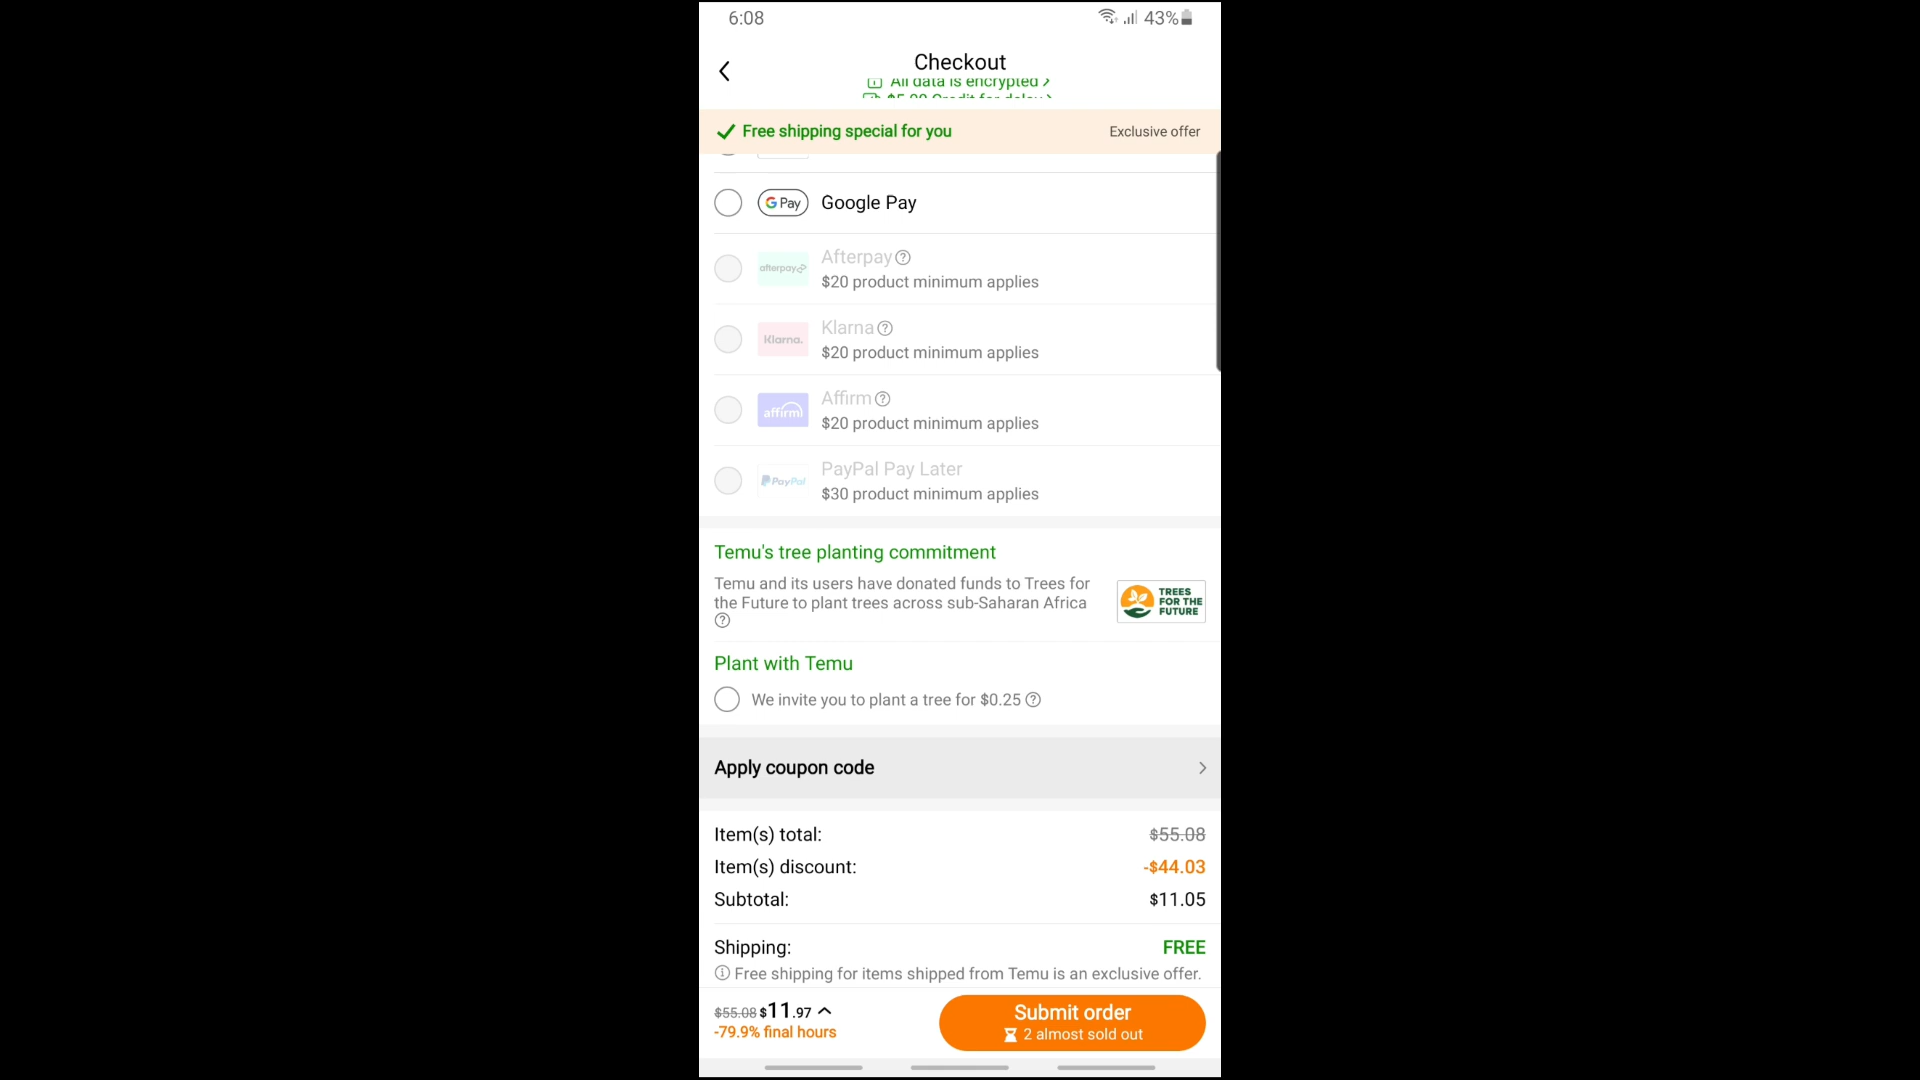 6:08
43%
Checkout
All data is encrypted >
$5.00 Credit for delay >
Free shipping special for you
Exclusive offer
G Pay
Google Pay
afterpay
Afterpay
$20 product minimum applies
Klarna.
Klarna
$20 product minimum applies
affirm
Affirm
$20 product minimum applies
PayPal
PayPal Pay Later
$30 product minimum applies
Temu's tree planting commitment
Temu and its users have donated funds to Trees for
the Future to plant trees across sub-Saharan Africa
TREES
FOR THE
FUTURE
Plant with Temu
We invite you to plant a tree for $0.25
Apply coupon code
Item(s) total: $55.08
Item(s) discount: -$44.03
Subtotal: $11.05
Shipping: FREE
Free shipping for items shipped from Temu is an exclusive offer.
$55.08 $11.97
-79.9% final hours
Submit order
2 almost sold out